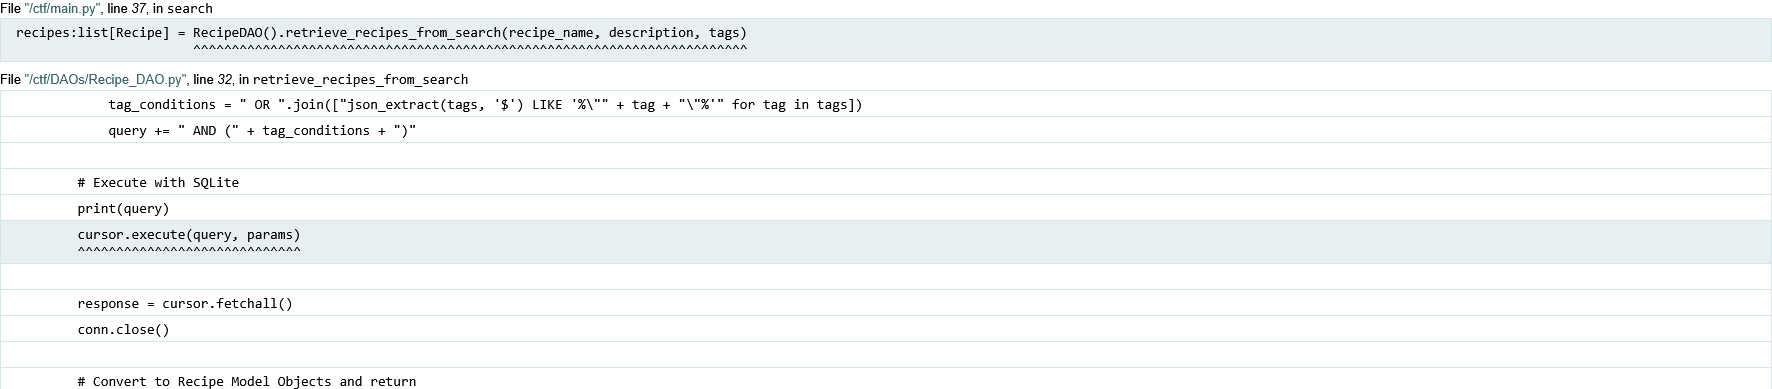 File "/ctf/main.py", line 37, in search
recipes:list[Recipe] = RecipeDAO().retrieve_recipes_from_search(recipe_name, description, tags)
^^^^^^^^^^^^^^^^^^^^^^^^^^^^^^^^^^^^^^^^^^^^^^^^^^^^^^^^^^^^^^^^^^^^^^^^
File "/ctf/DAOs/Recipe_DAO.py", line 32, in retrieve_recipes_from_search
tag_conditions = " OR ".join(["json_extract(tags, '$') LIKE '%\"" + tag + "\"%'" for tag in tags])
query += " AND (" + tag_conditions + ")"
# Execute with SQLite
print(query)
cursor.execute(query, params)
^^^^^^^^^^^^^^^^^^^^^^^^^^^^^
response = cursor.fetchall()
conn.close()
# Convert to Recipe Model Objects and return